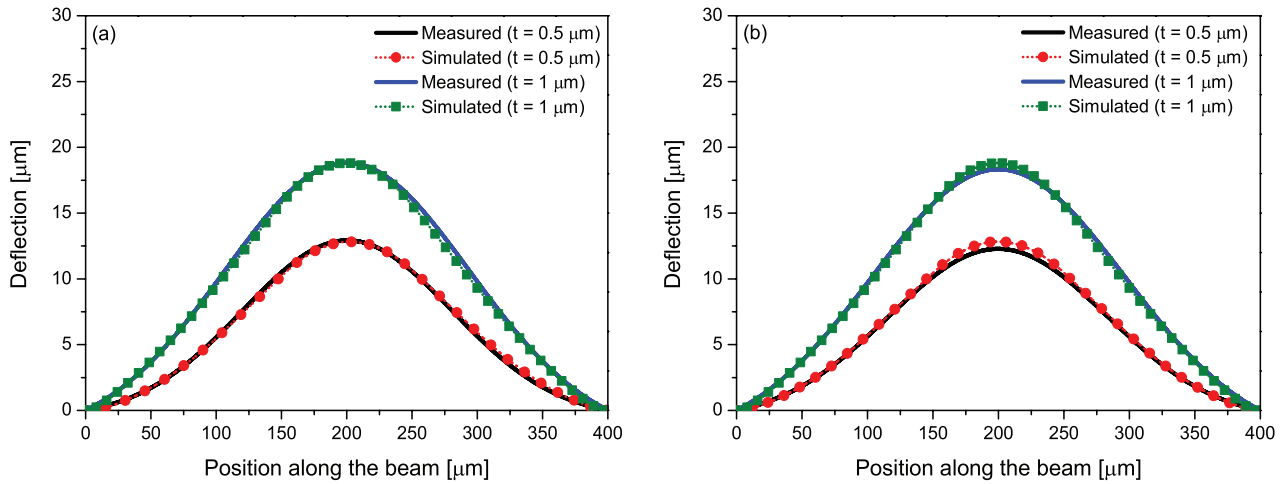 (a)
Measured (t = 0.5 μm)
Simulated (t = 0.5 μm)
Measured (t = 1 μm)
Simulated (t = 1 μm)
30
25
20
15
10
5
0
Deflection [μm]
0 50 100 150 200 250 300 350 400
Position along the beam [μm]
(b)
Measured (t = 0.5 μm)
Simulated (t = 0.5 μm)
Measured (t = 1 μm)
Simulated (t = 1 μm)
30
25
20
15
10
5
0
Deflection [μm]
0 50 100 150 200 250 300 350 400
Position along the beam [μm]